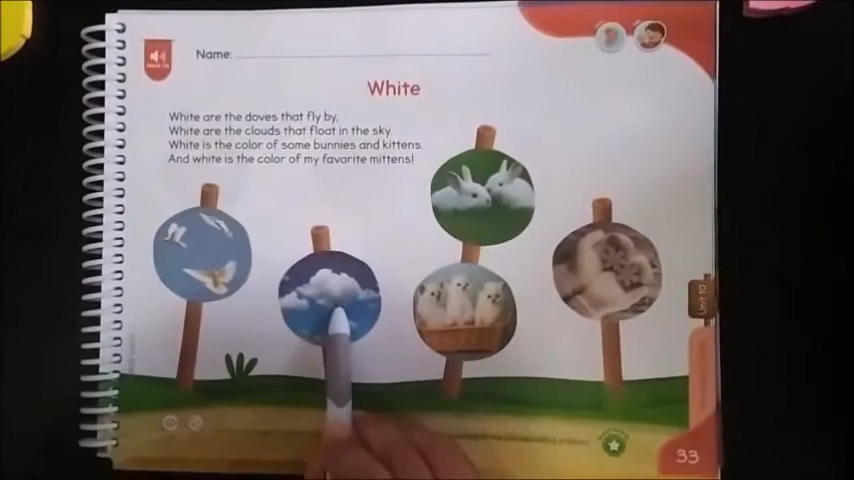 Name:
White
White are the doves that fly by,
White are the clouds that float in the sky.
White is the color of some bunnies and kittens.
And white is the color of my favorite mittens!
Unit 10
33